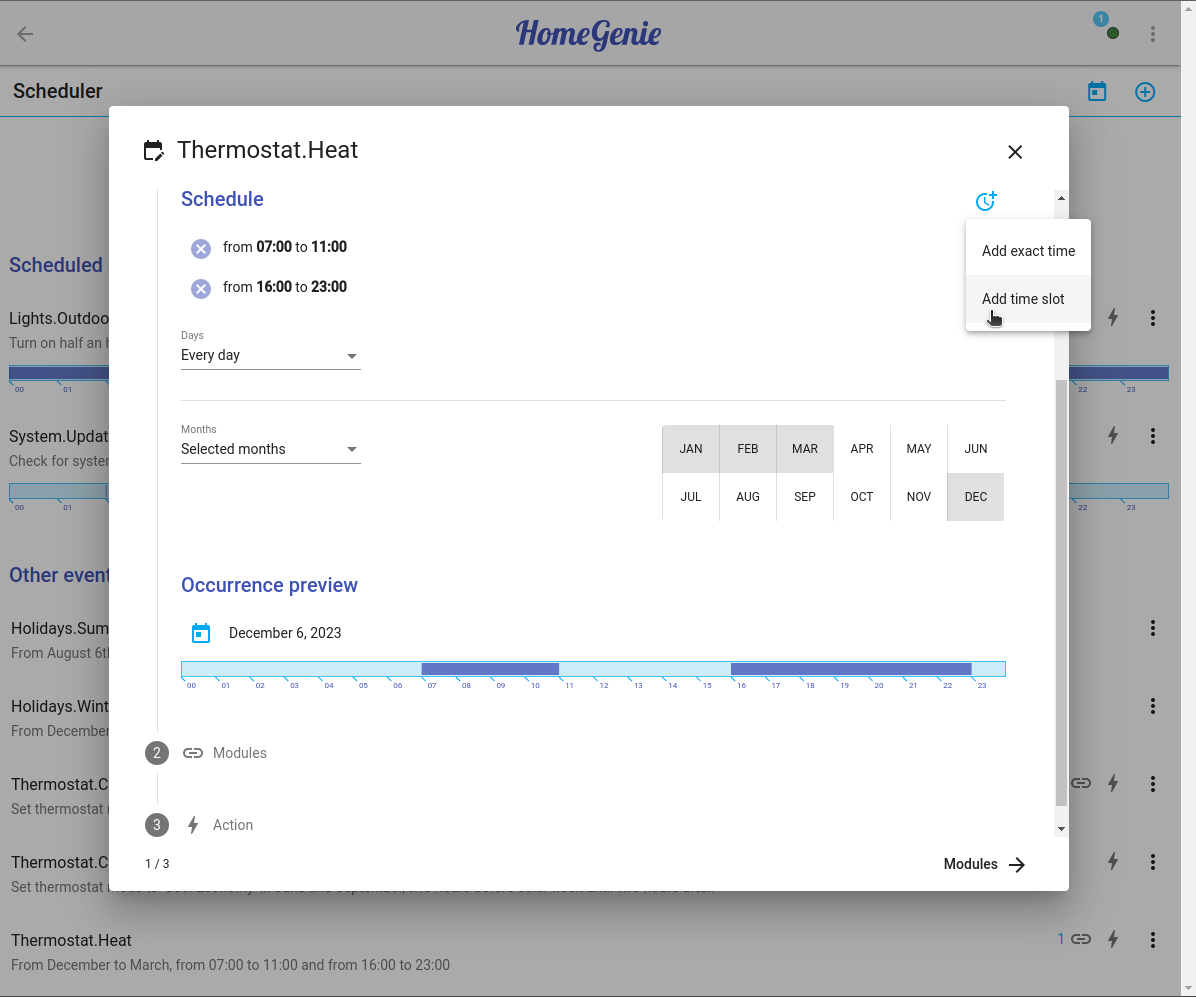 HomeGenie
1
Scheduler
Thermostat.Heat
Schedule
from 07:00 to 11:00
from 16:00 to 23:00
Add exact time
Add time slot
Days
Every day
Months
Selected months
JAN FEB MAR APR MAY JUN
JUL AUG SEP OCT NOV DEC
Occurrence preview
December 6, 2023
00 01 02 03 04 05 06 07 08 09 10 11 12 13 14 15 16 17 18 19 20 21 22 23
2 Modules
3 Action
1 / 3
Modules
Scheduled
Lights.Outdoo
Turn on half an
00 01 22 23
System.Updat
Check for system
00 01 22 23
Other event
Holidays.Sum
From August 6th
Holidays.Wint
From December
Thermostat.C
Set thermostat
Thermostat.C
Set thermostat
Thermostat.Heat
1
From December to March, from 07:00 to 11:00 and from 16:00 to 23:00